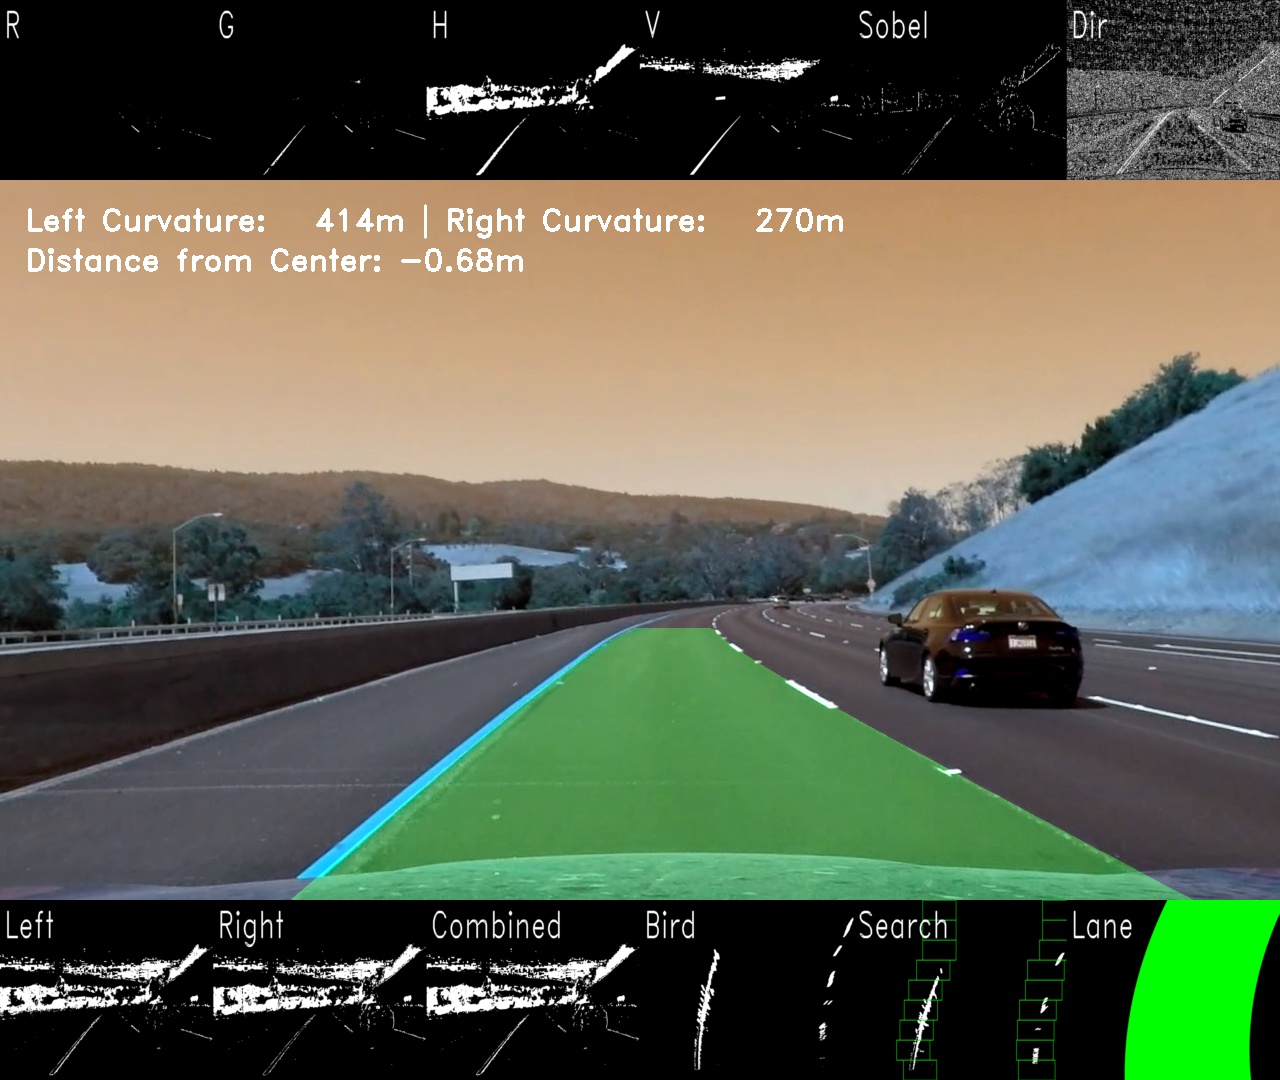 R G H V Sobel Dir
Left Curvature: 414m | Right Curvature: 270m
Distance from Center: -0.68m
Left Right Combined Bird Search Lane